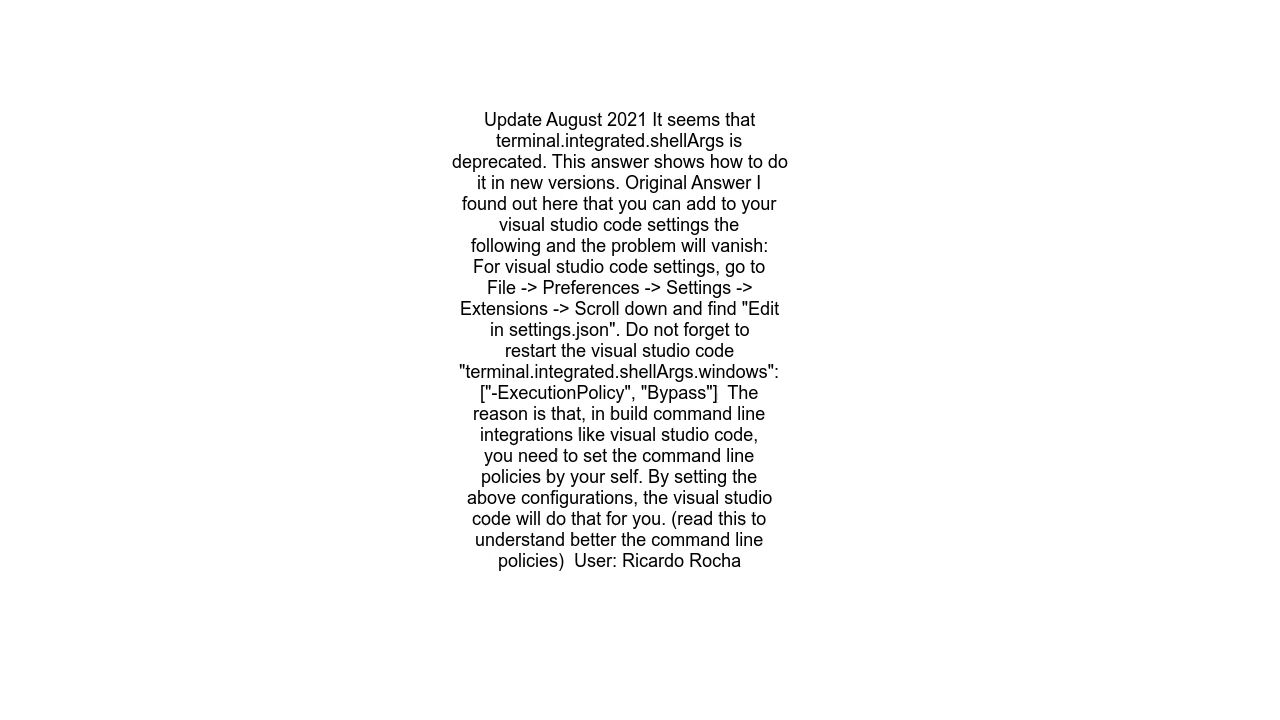 Update August 2021 It seems that
terminal.integrated.shellArgs is
deprecated. This answer shows how to do
it in new versions. Original Answer I
found out here that you can add to your
visual studio code settings the
following and the problem will vanish:
For visual studio code settings, go to
File -> Preferences -> Settings ->
Extensions -> Scroll down and find "Edit
in settings.json". Do not forget to
restart the visual studio code
"terminal.integrated.shellArgs.windows":
["-ExecutionPolicy", "Bypass"]  The
reason is that, in build command line
integrations like visual studio code,
you need to set the command line
policies by your self. By setting the
above configurations, the visual studio
code will do that for you. (read this to
understand better the command line
policies)  User: Ricardo Rocha